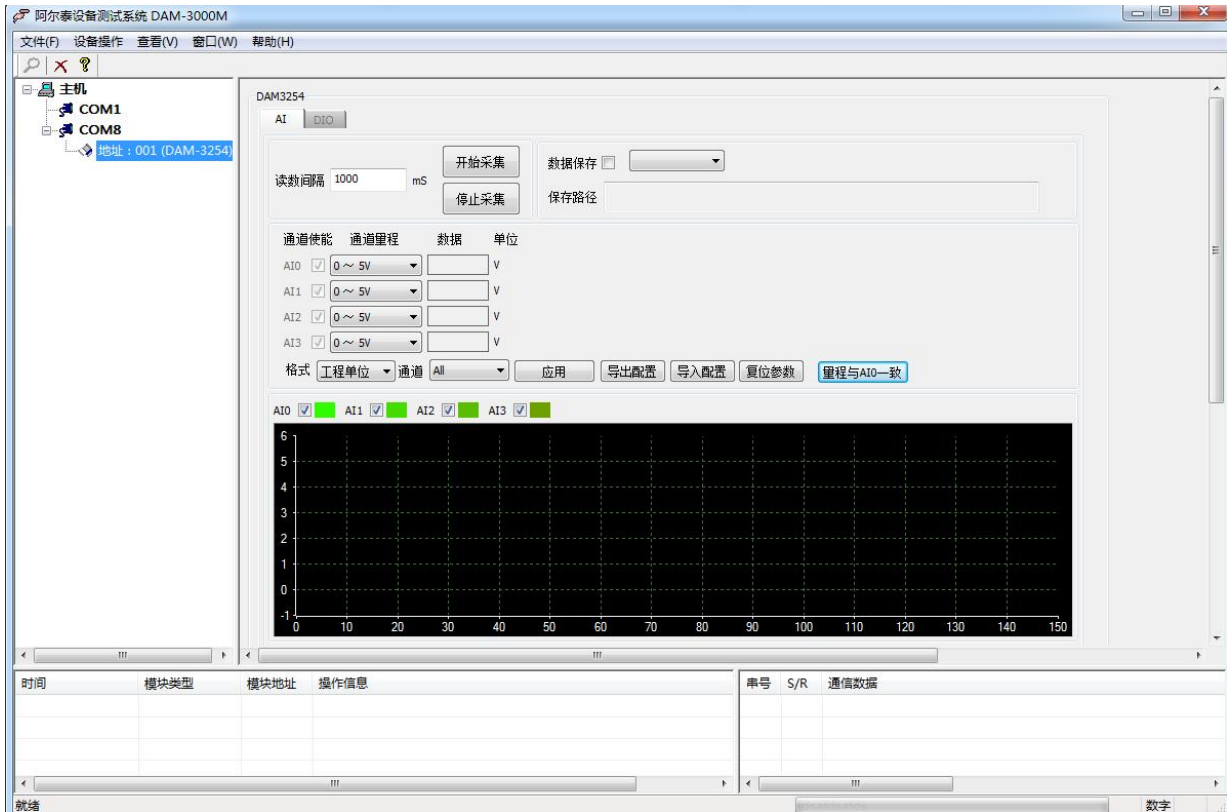 阿尔泰设备测试系统 DAM-3000M
文件(F) 设备操作 查看(V) 窗口(W) 帮助(H)
主机
COM1
COM8
地址：001 (DAM-3254)
DAM3254
AI DIO
读数间隔 1000 mS
开始采集
停止采集
数据保存
保存路径
通道使能 通道量程 数据 单位
AI0 0～ 5V V
AI1 0～ 5V V
AI2 0～ 5V V
AI3 0～ 5V V
格式 工程单位 通道 All 应用 导出配置 导入配置 复位参数 量程与AI0一致
AI0 AI1 AI2 AI3
6
5
4
3
2
1
0
-1
0 10 20 30 40 50 60 70 80 90 100 110 120 130 140 150
时间 模块类型 模块地址 操作信息
串号 S/R 通信数据
就绪
数字